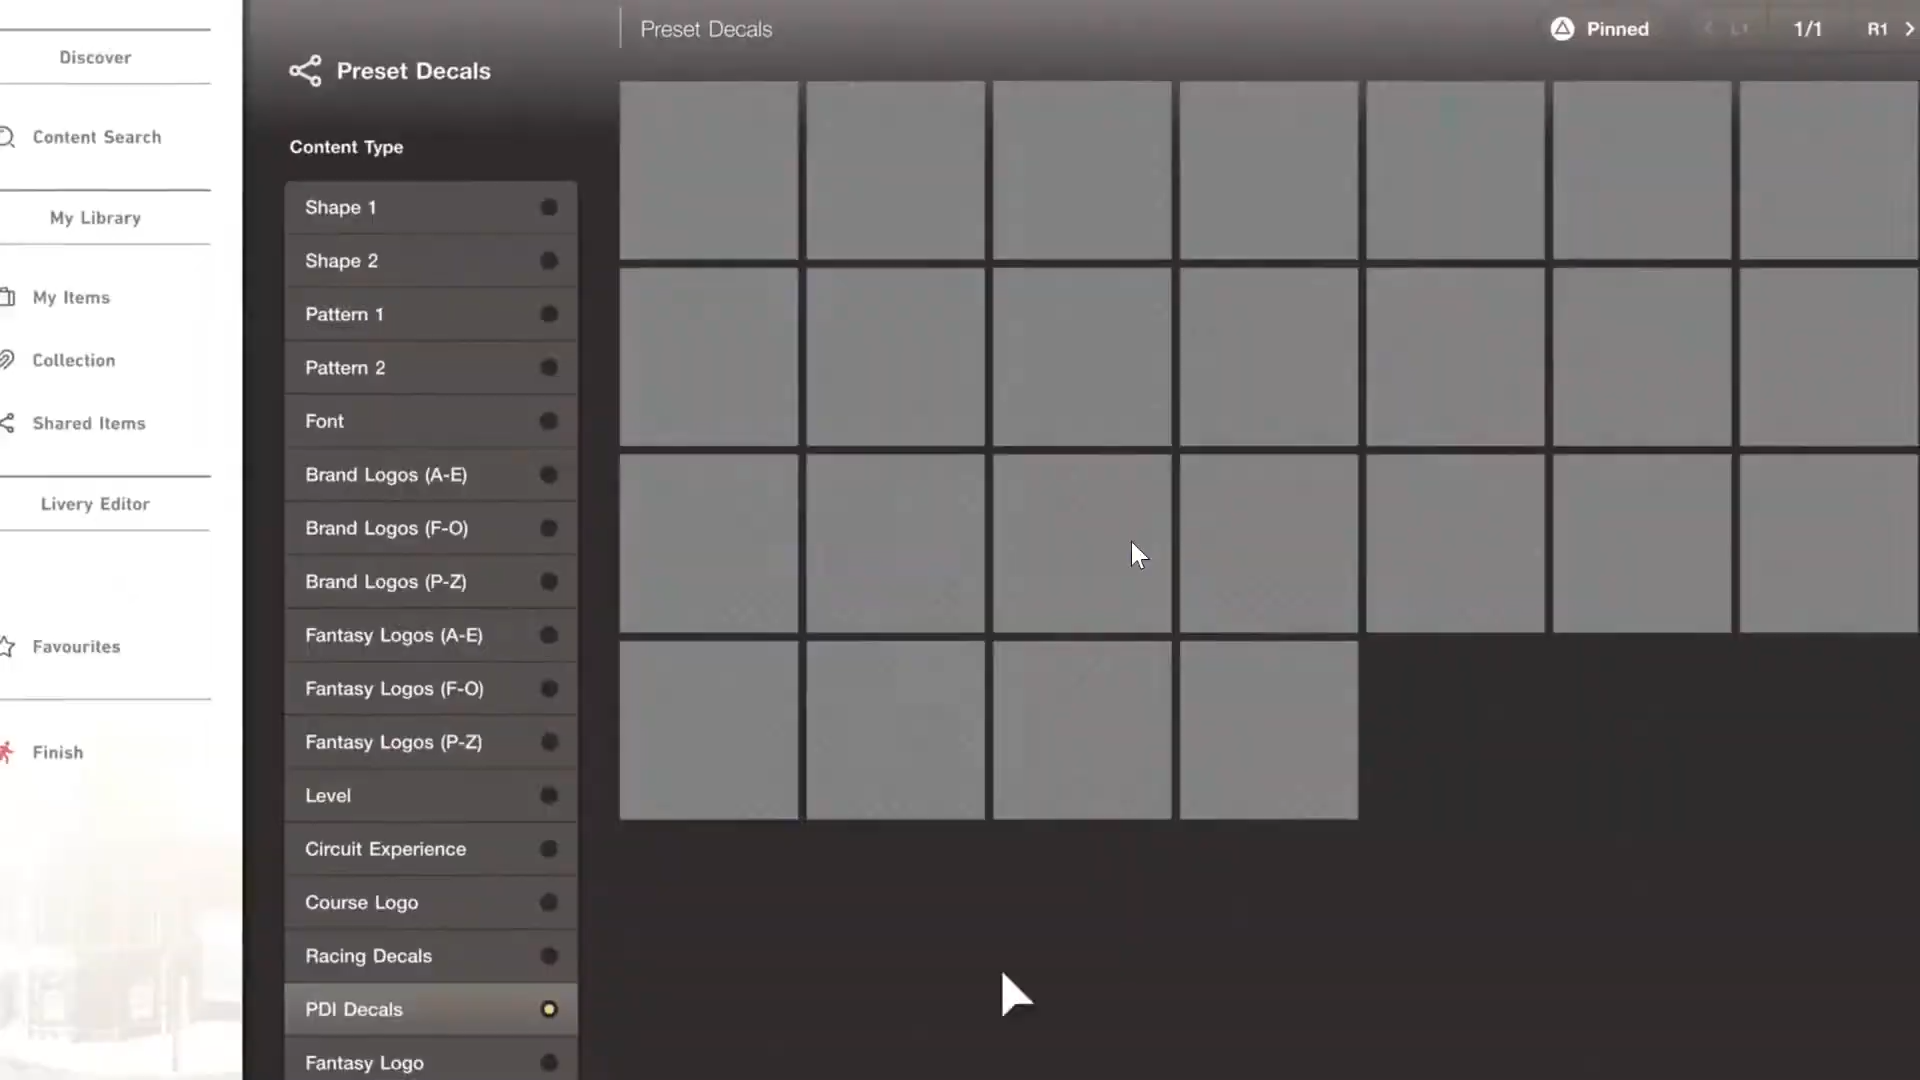 Discover
Content Search
My Library
My Items
Collection
Shared Items
Livery Editor
Favourites
Finish
Preset Decals
Content Type
Shape 1
Shape 2
Pattern 1
Pattern 2
Font
Brand Logos (A-E)
Brand Logos (F-O)
Brand Logos (P-Z)
Fantasy Logos (A-E)
Fantasy Logos (F-O)
Fantasy Logos (P-Z)
Level
Circuit Experience
Course Logo
Racing Decals
PDI Decals
Fantasy Logo
Preset Decals
Pinned
L1
1/1
R1